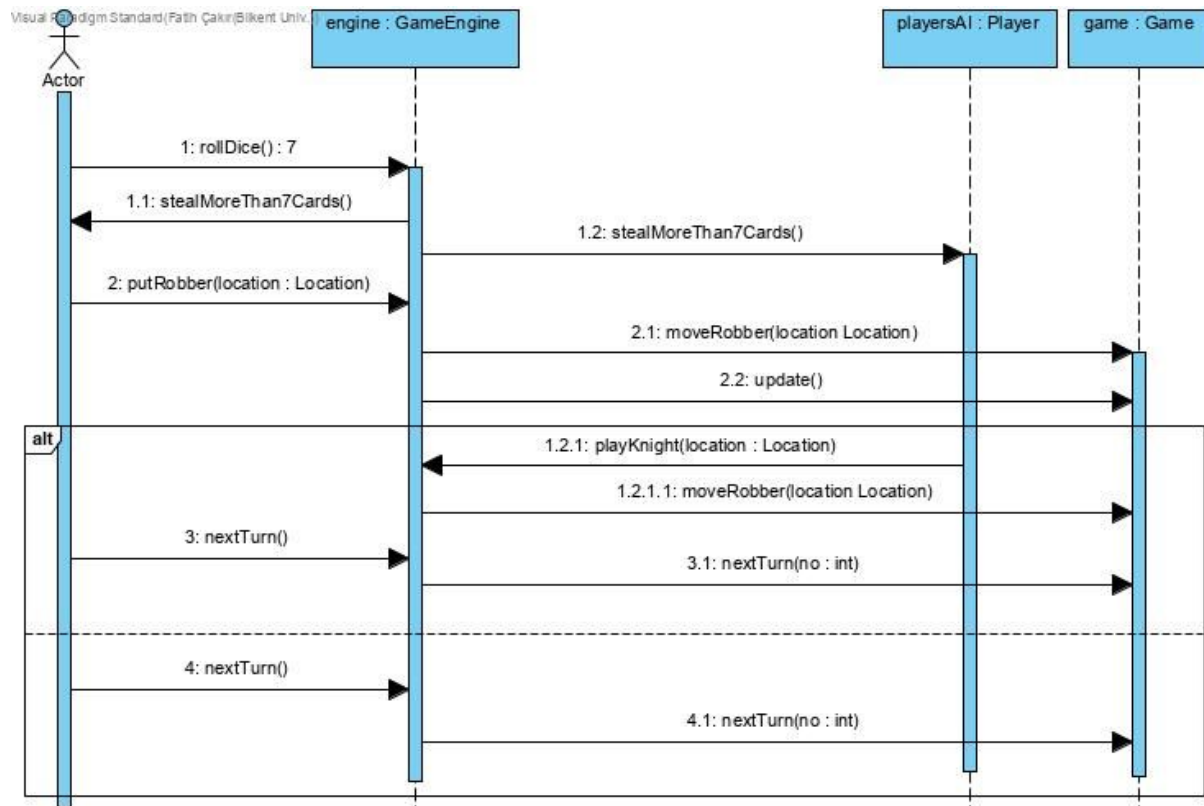 Visual Paradigm Standard(Fatih Çakır(Bilkent Univ.
engine : GameEngine
playersAI : Player
game : Game
Actor
1: rollDice() : 7
1.1: stealMoreThan7Cards()
1.2: stealMoreThan7Cards()
2: putRobber(location : Location)
2.1: moveRobber(location Location)
2.2: update()
alt
1.2.1: playKnight(location : Location)
1.2.1.1: moveRobber(location Location)
3: nextTurn()
3.1: nextTurn(no : int)
4: nextTurn()
4.1: nextTurn(no : int)